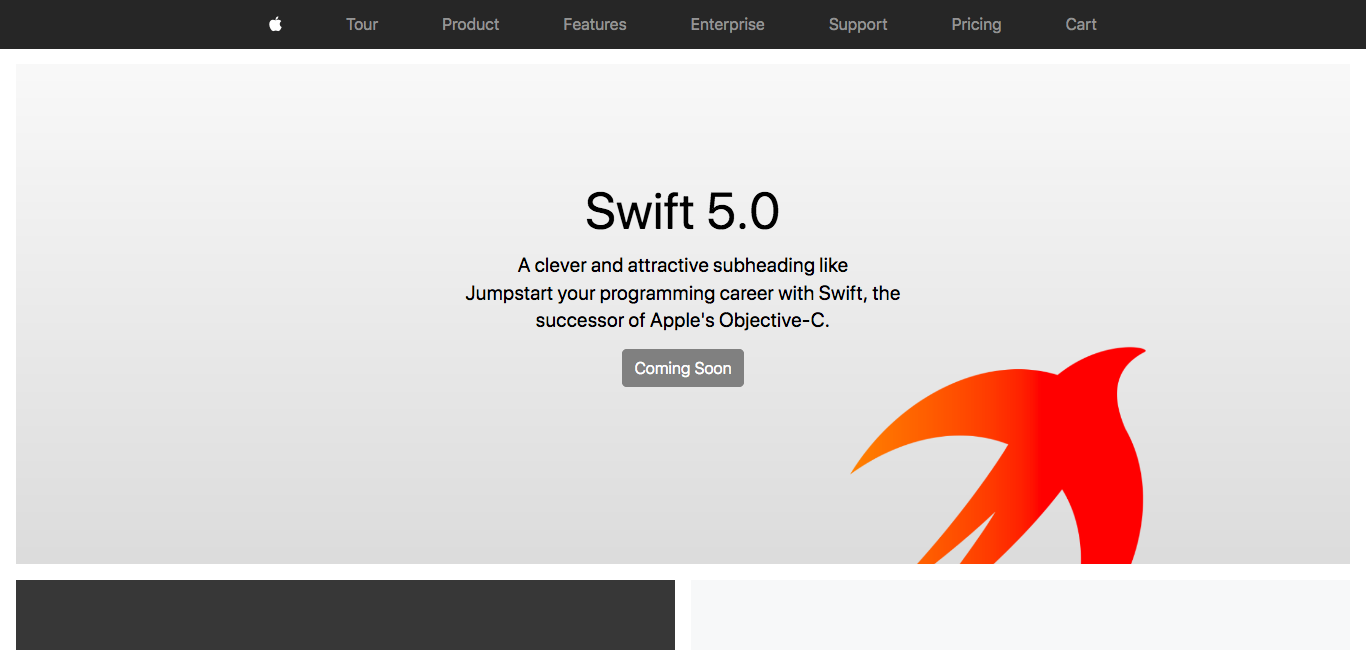 Tour Product Features Enterprise Support Pricing Cart
Swift 5.0
A clever and attractive subheading like
Jumpstart your programming career with Swift, the
successor of Apple's Objective-C.
Coming Soon